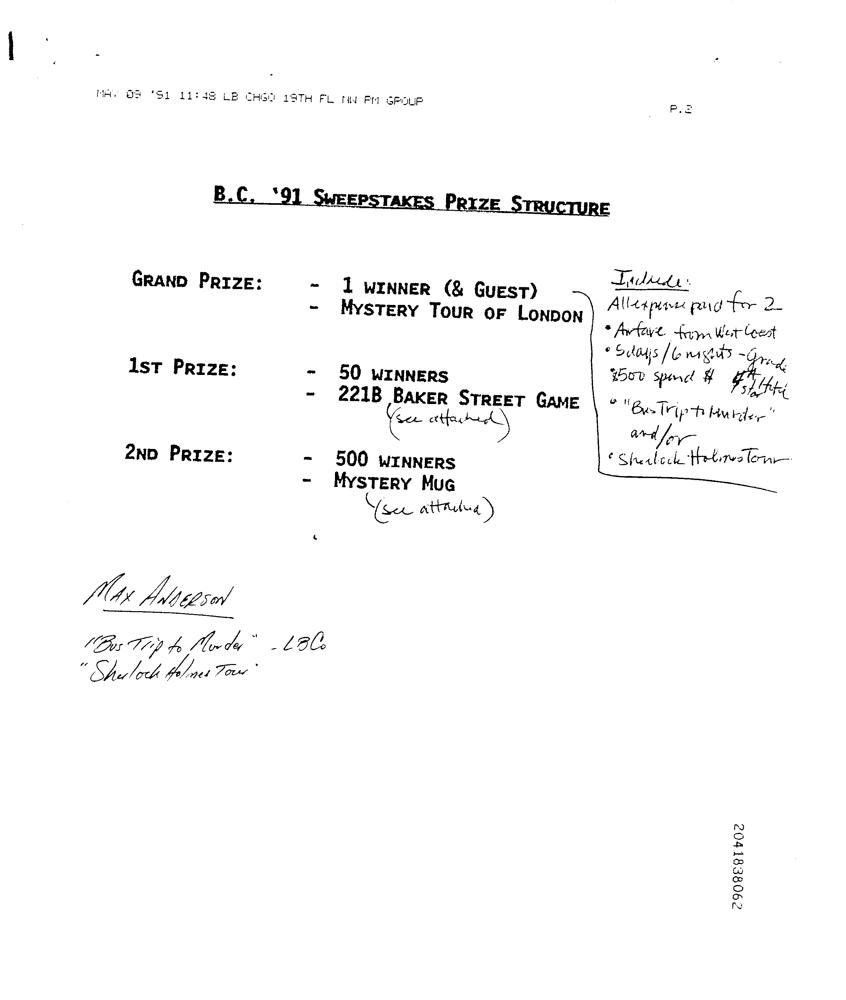 MAY 09 '91 11:48 LB CHGO 19TH FL NW PM GROUP P.2
B.C. '91 SWEEPSTAKES PRIZE STRUCTURE
GRAND PRIZE: - 1 WINNER (& GUEST)
- MYSTERY TOUR OF LONDON
Include:
All expense paid for 2
• Airfare from West Coast
• 5 days/6 nights - Grade
$500 spend $ 4 star Hotel
• "Bus Trip to Murder"
and/or
• Sherlock Holmes Tour
1ST PRIZE: - 50 WINNERS
- 221B BAKER STREET GAME
(see attached)
2ND PRIZE: - 500 WINNERS
- MYSTERY MUG
(see attached)
MAX ANDERSON
"Bus Trip to Murder" - LBCo
"Sherlock Holmes Tour"
2041838062